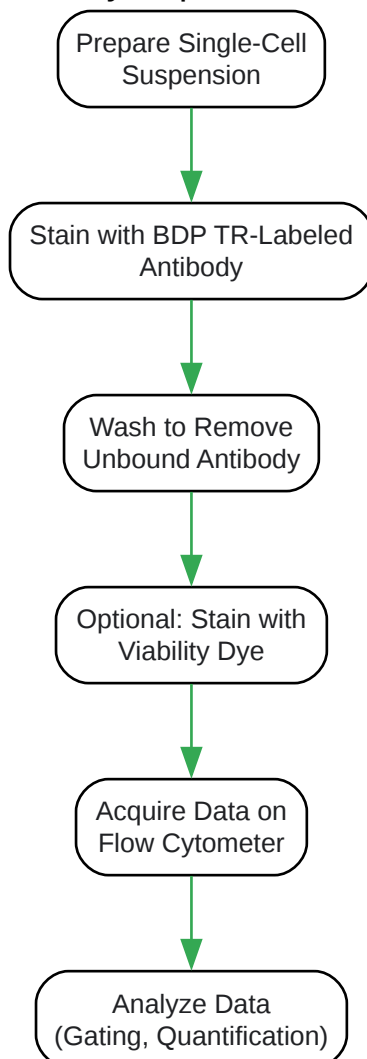 Prepare Single-Cell
Suspension
Stain with BDP TR-Labeled
Antibody
Wash to Remove
Unbound Antibody
Optional: Stain with
Viability Dye
Acquire Data on
Flow Cytometer
Analyze Data
(Gating, Quantification)